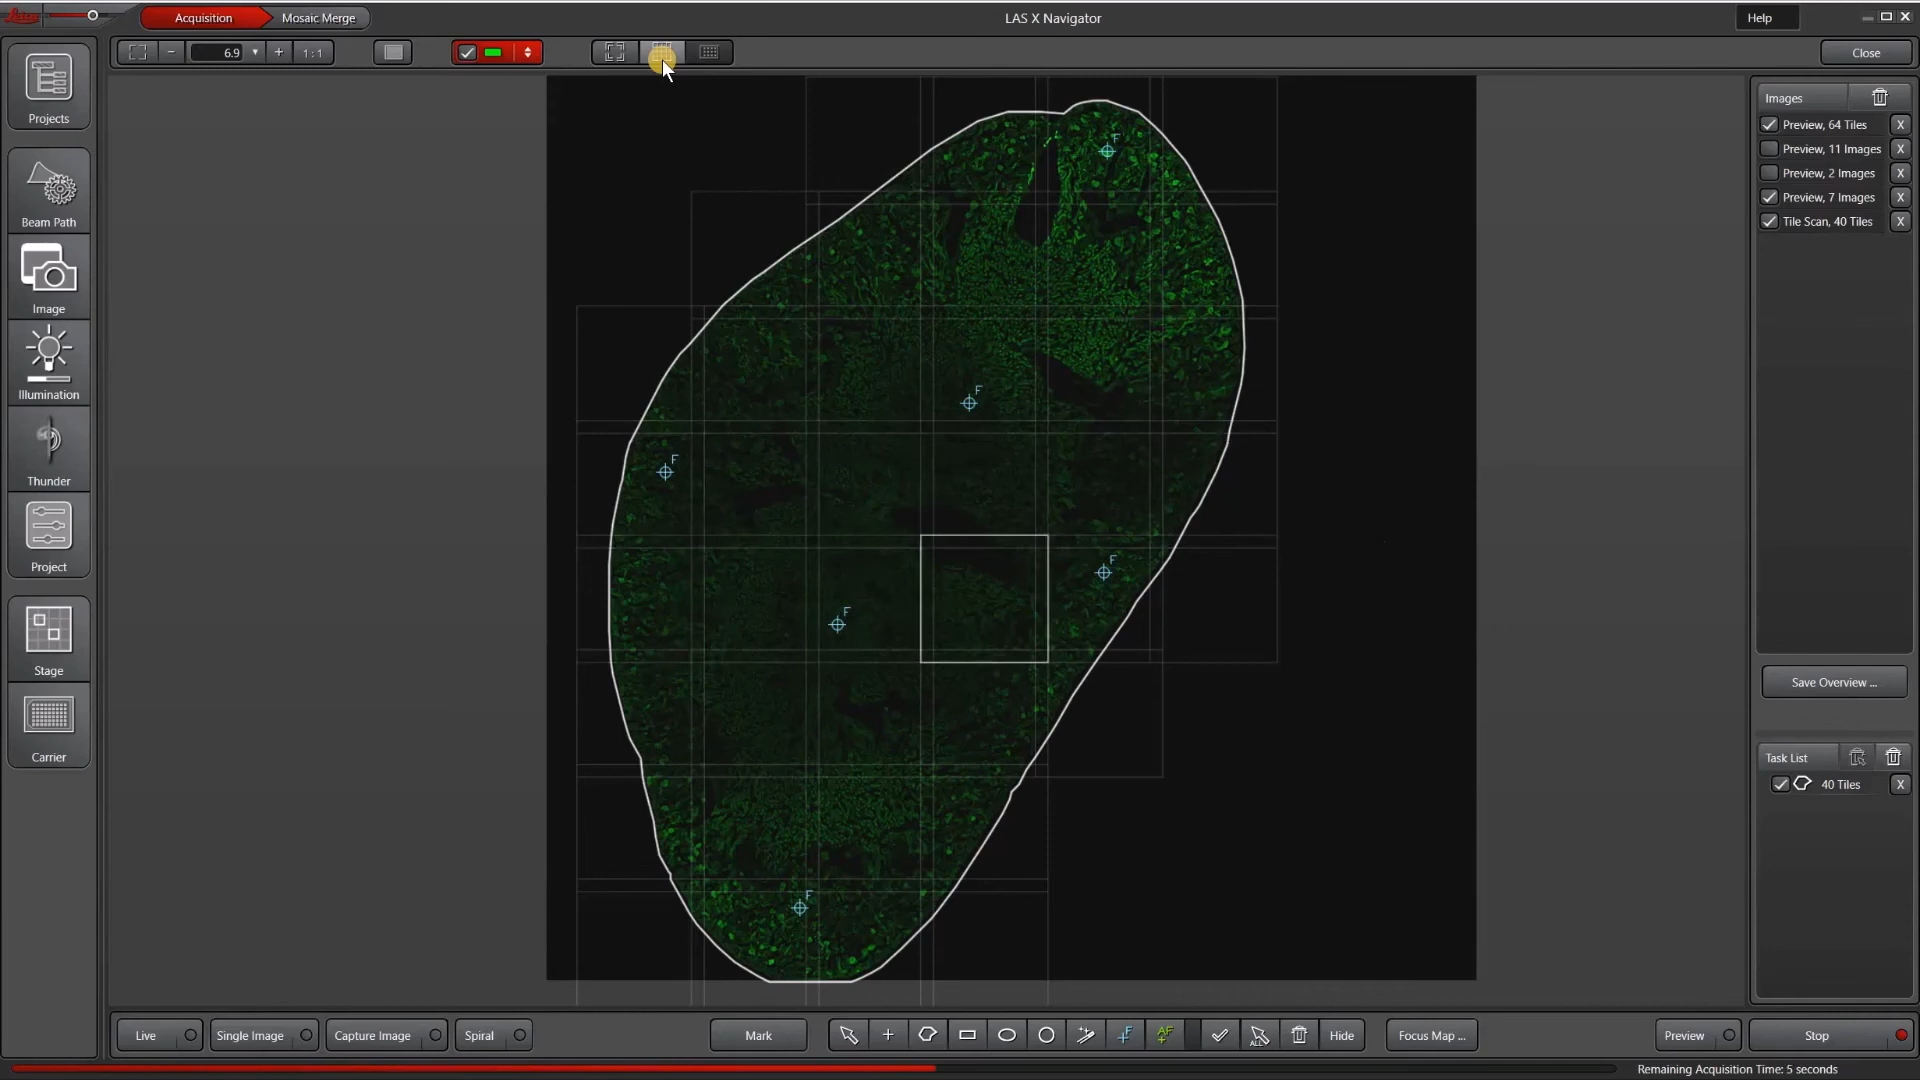 Leica
Acquisition
Mosaic Merge
LAS X Navigator
Help
6.9
1:1
Close
Projects
Beam Path
Image
Illumination
Thunder
Project
Stage
Carrier
F
F
F
F
F
F
Images
Preview, 64 Tiles
X
Preview, 11 Images
X
Preview, 2 Images
X
Preview, 7 Images
X
Tile Scan, 40 Tiles
X
Save Overview ...
Task List
40 Tiles
X
Live
Single Image
Capture Image
Spiral
Mark
F
AF
ALL
Hide
Focus Map ...
Preview
Stop
Remaining Acquisition Time: 5 seconds